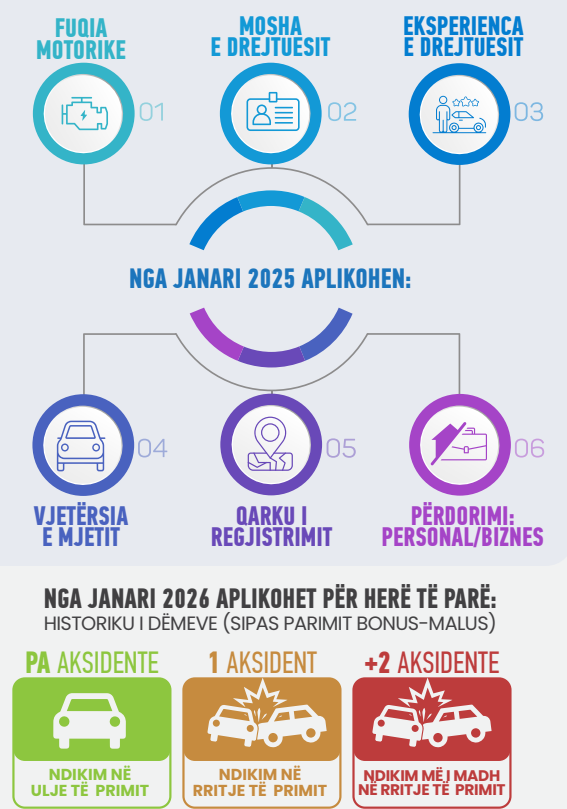 FUQIA
MOTORIKE
01
MOSHA
E DREJTUESIT
02
EKSPERIENCA
E DREJTUESIT
03
NGA JANARI 2025 APLIKOHEN:
04
VJETËRSIA
E MJETIT
05
QARKU I
REGJISTRIMIT
06
PËRDORIMI:
PERSONAL/BIZNES
NGA JANARI 2026 APLIKOHET PËR HERË TË PARË:
HISTORIKU I DËMEVE (SIPAS PARIMIT BONUS-MALUS)
PA AKSIDENTE
NDIKIM NË
ULJE TË PRIMIT
1 AKSIDENT
NDIKIM NË
RRITJE TË PRIMIT
+2 AKSIDENTE
NDIKIM MË I MADH
NË RRITJE TË PRIMIT